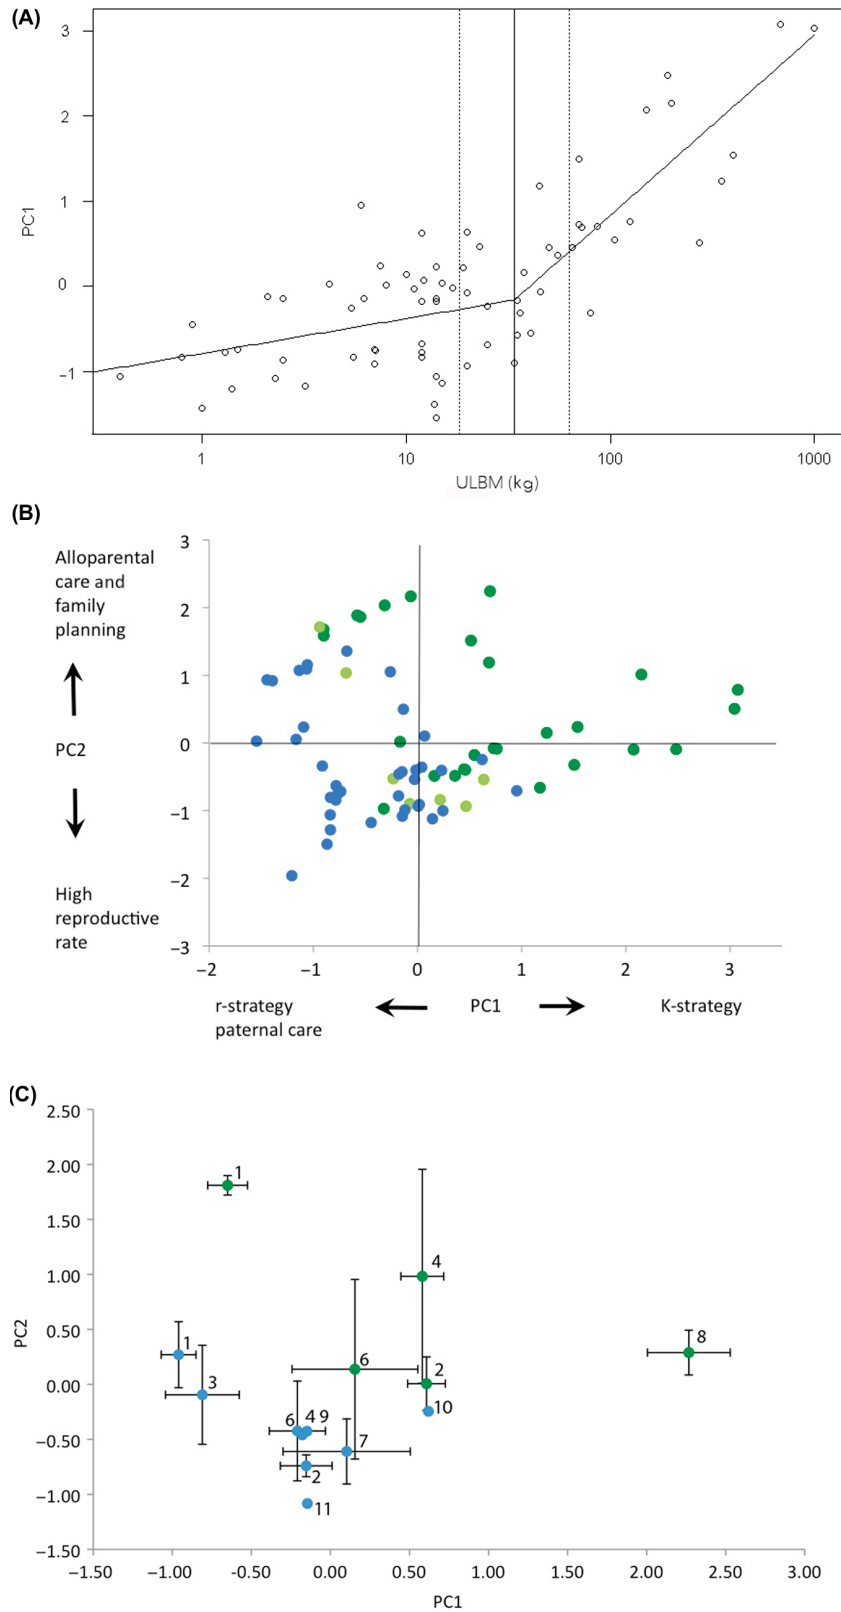 (A)
3
2
1
0
−1
PC1
1
10
100
1000
ULBM (kg)
(B)
Alloparental
care and
family
planning
PC2
High
reproductive
rate
3
2
1
0
−1
−2
−3
−2
−1
0
1
2
3
r-strategy
paternal care
PC1
K-strategy
(C)
2.50
2.00
1.50
1.00
0.50
0.00
−0.50
−1.00
−1.50
PC2
1
4
8
1
6
3
2
10
6
4 9
7
2
11
−1.50
−1.00
-0.50
0.00
0.50
1.00
1.50
2.00
2.50
3.00
PC1